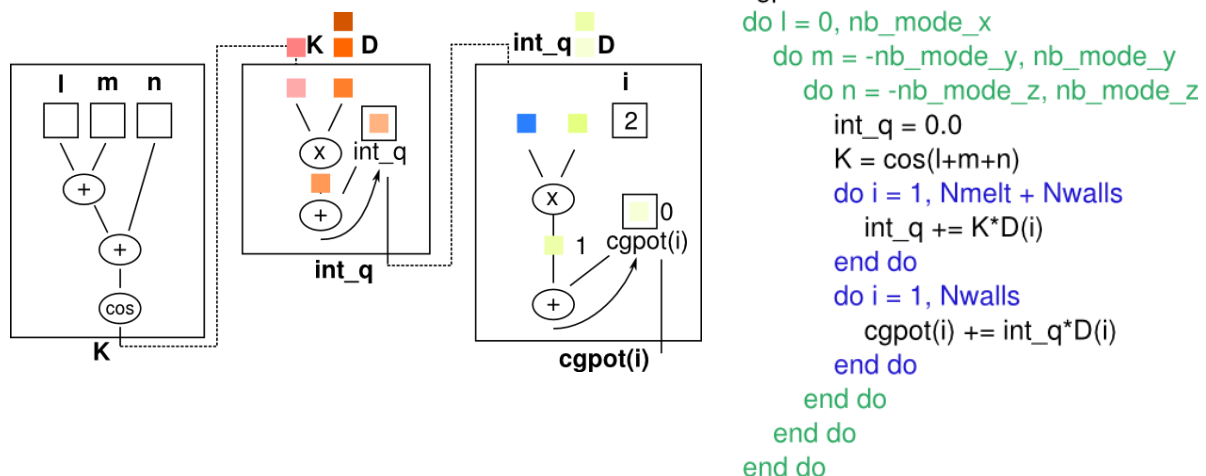 l m n
+
+
cos
K
K D
x
int_q
+
int_q
int_q D
i
2
x
0
cgpot(i)
1
+
cgpot(i)
do l = 0, nb_mode_x
do m = -nb_mode_y, nb_mode_y
do n = -nb_mode_z, nb_mode_z
int_q = 0.0
K = cos(l+m+n)
do i = 1, Nmelt + Nwalls
int_q += K*D(i)
end do
do i = 1, Nwalls
cgpot(i) += int_q*D(i)
end do
end do
end do
end do